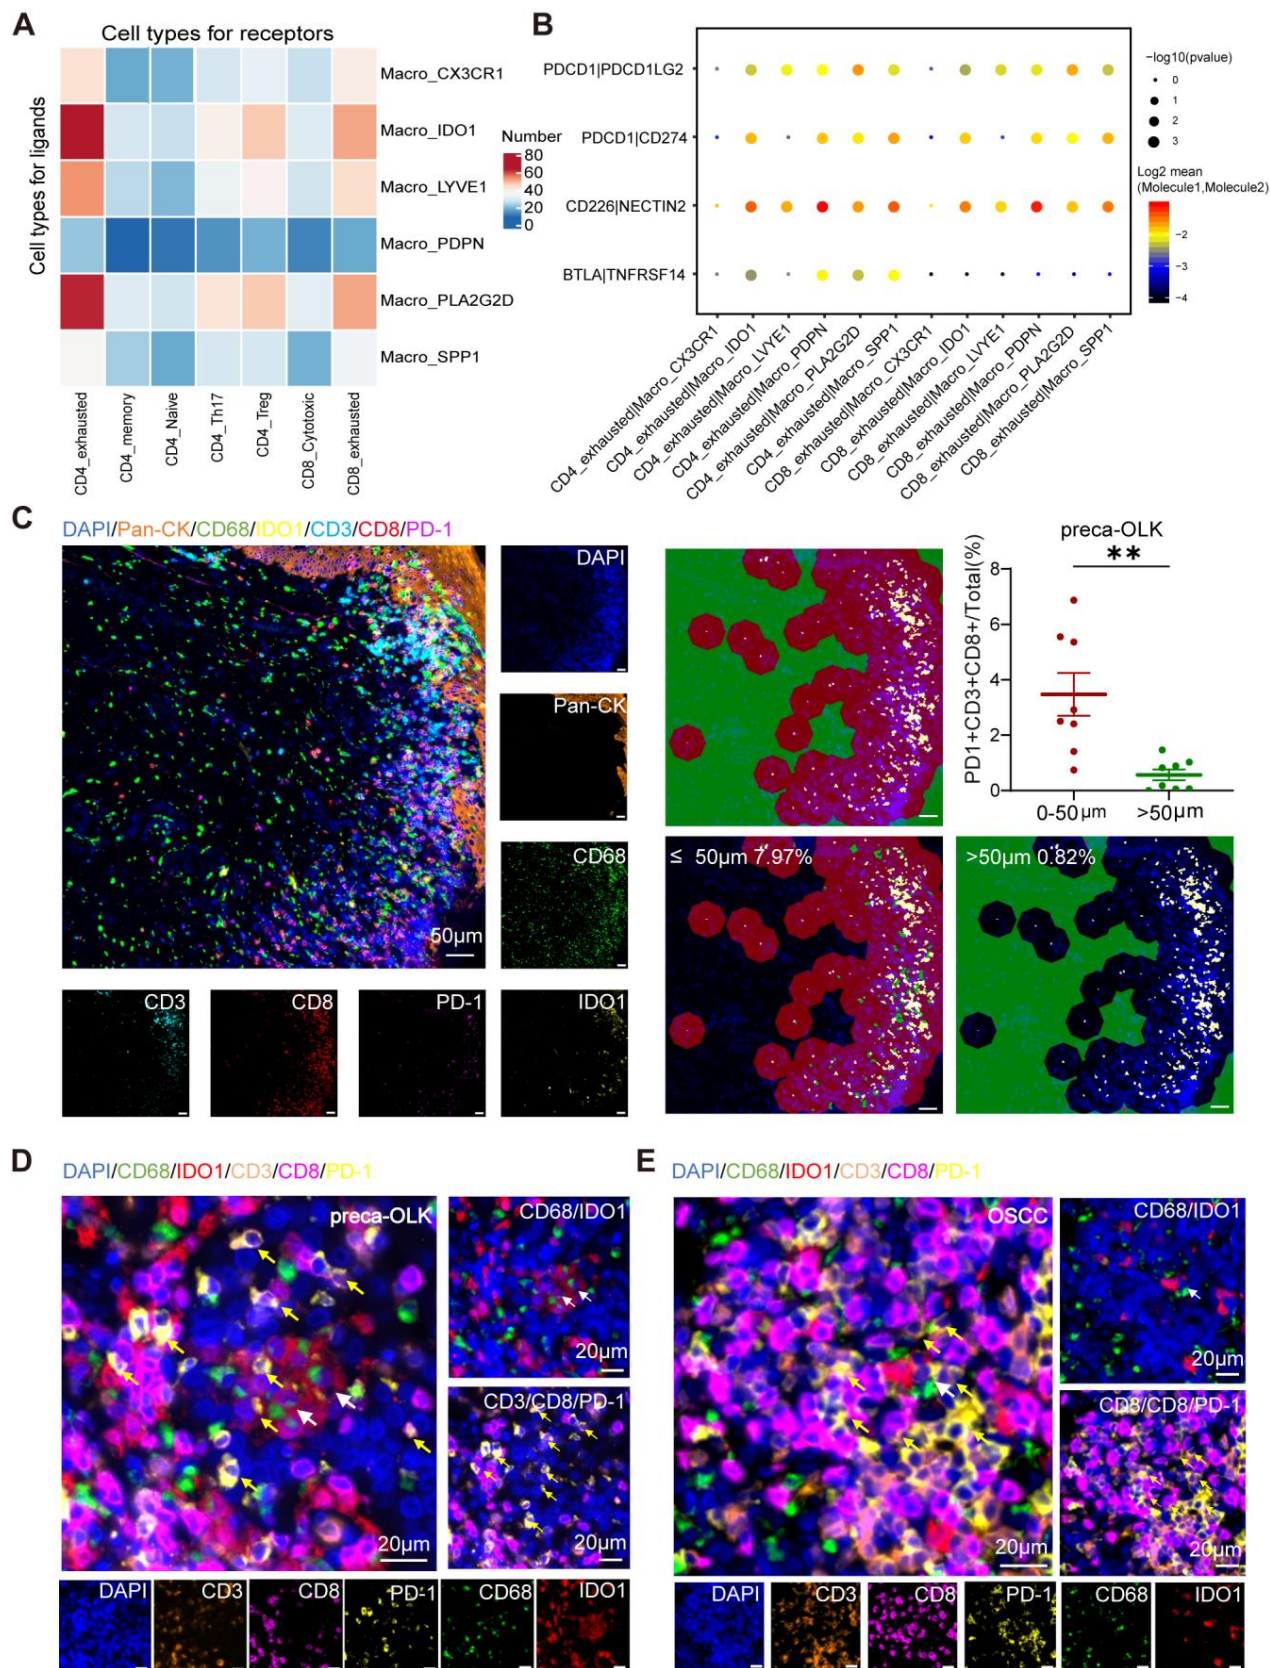 A
Cell types for receptors
Cell types for ligands
Macro_CX3CR1
Macro_IDO1
Macro_LYVE1
Macro_PDPN
Macro_PLA2G2D
Macro_SPP1
CD4_exhausted
CD4_memory
CD4_Naive
CD4_Th17
CD4_Treg
CD8_Cytotoxic
CD8_exhausted
Number
80
60
40
20
0
B
PDCD1|PDCD1LG2
PDCD1|CD274
CD226|NECTIN2
BTLA|TNFRSF14
CD4_exhausted|Macro_CX3CR1
CD4_exhausted|Macro_IDO1
CD4_exhausted|Macro_LVYE1
CD4_exhausted|Macro_PDPN
CD4_exhausted|Macro_PLA2G2D
CD4_exhausted|Macro_SPP1
CD8_exhausted|Macro_CX3CR1
CD8_exhausted|Macro_IDO1
CD8_exhausted|Macro_LVYE1
CD8_exhausted|Macro_PDPN
CD8_exhausted|Macro_PLA2G2D
CD8_exhausted|Macro_SPP1
−log10(pvalue)
0
1
2
3
Log2 mean
(Molecule1,Molecule2)
−2
−3
−4
C
DAPI/Pan-CK/CD68/IDO1/CD3/CD8/PD-1
50μm
DAPI
Pan-CK
CD68
CD3
CD8
PD-1
IDO1
preca-OLK
**
PD1+CD3+CD8+/Total(%)
8
6
4
2
0
0-50μm
>50μm
≤ 50μm 7.97%
>50μm 0.82%
D
DAPI/CD68/IDO1/CD3/CD8/PD-1
preca-OLK
20μm
CD68/IDO1
20μm
CD3/CD8/PD-1
20μm
DAPI
CD3
CD8
PD-1
CD68
IDO1
E
DAPI/CD68/IDO1/CD3/CD8/PD-1
OSCC
20μm
CD68/IDO1
20μm
CD8/CD8/PD-1
20μm
DAPI
CD3
CD8
PD-1
CD68
IDO1